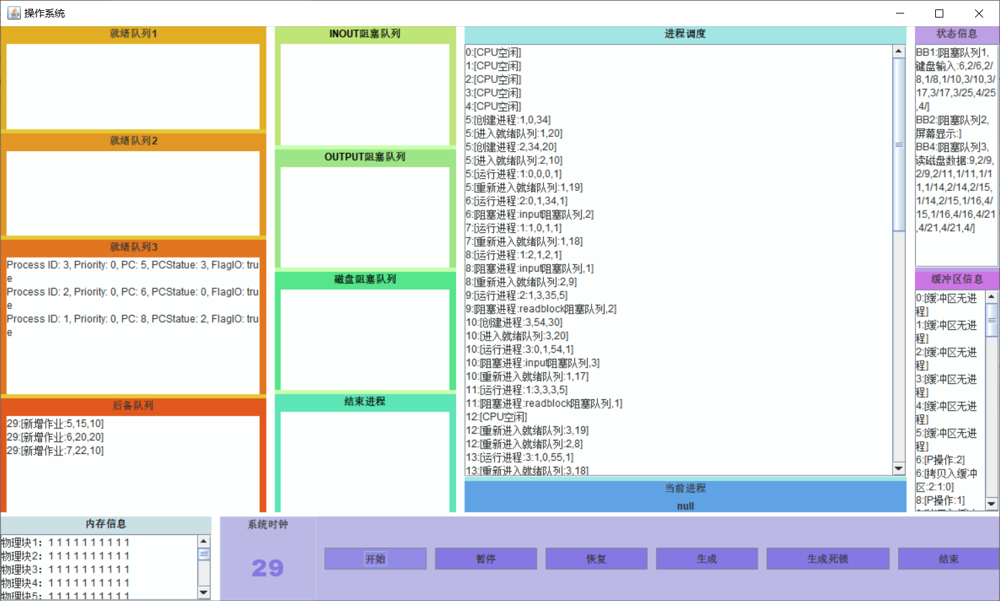 操作系统
就绪队列1
就绪队列2
就绪队列3
Process ID: 3, Priority: 0, PC: 5, PCStatue: 3, FlagIO: tru
e
Process ID: 2, Priority: 0, PC: 6, PCStatue: 0, FlagIO: tru
e
Process ID: 1, Priority: 0, PC: 8, PCStatue: 2, FlagIO: tru
e
后备队列
29:[新增作业:5,15,10]
29:[新增作业:6,20,20]
29:[新增作业:7,22,10]
INOUT阻塞队列
OUTPUT阻塞队列
磁盘阻塞队列
结束进程
进程调度
0:[CPU空闲]
1:[CPU空闲]
2:[CPU空闲]
3:[CPU空闲]
4:[CPU空闲]
5:[创建进程:1,0,34]
5:[进入就绪队列:1,20]
5:[创建进程:2,34,20]
5:[进入就绪队列:2,10]
5:[运行进程:1:0,0,0,1]
5:[重新进入就绪队列:1,19]
6:[运行进程:2:0,1,34,1]
6:[阻塞进程:input阻塞队列,2]
7:[运行进程:1:1,0,1,1]
7:[重新进入就绪队列:1,18]
8:[运行进程:1:2,1,2,1]
8:[阻塞进程:input阻塞队列,1]
8:[重新进入就绪队列:2,9]
9:[运行进程:2:1,3,35,5]
9:[阻塞进程:readblock阻塞队列,2]
10:[创建进程:3,54,30]
10:[进入就绪队列:3,20]
10:[运行进程:3:0,1,54,1]
10:[阻塞进程:input阻塞队列,3]
10:[重新进入就绪队列:1,17]
11:[运行进程:1:3,3,3,5]
11:[阻塞进程:readblock阻塞队列,1]
12:[CPU空闲]
12:[重新进入就绪队列:3,19]
12:[重新进入就绪队列:2,8]
13:[运行进程:3:1,0,55,1]
13:[重新进入就绪队列:3,18]
当前进程
null
状态信息
BB1:[阻塞队列1,
键盘输入:6,2/6,2/
8,1/8,1/10,3/10,3/
17,3/17,3/25,4/25
,4/]
BB2:[阻塞队列2,
屏幕显示:]
BB4:[阻塞队列3,
读磁盘数据:9,2/9,
2/9,2/11,1/11,1/1
1,1/14,2/14,2/15,
1/14,2/15,1/16,4/
15,1/16,4/16,4/21
,4/21,4/21,4/]
缓冲区信息
0:[缓冲区无进
程]
1:[缓冲区无进
程]
2:[缓冲区无进
程]
3:[缓冲区无进
程]
4:[缓冲区无进
程]
5:[缓冲区无进
程]
6:[P操作:2]
6:[拷贝入缓冲
区:2:1:0]
8:[P操作:1]
内存信息
物理块1: 1 1 1 1 1 1 1 1 1 1
物理块2: 1 1 1 1 1 1 1 1 1 1
物理块3: 1 1 1 1 1 1 1 1 1 1
物理块4: 1 1 1 1 1 1 1 1 1 1
物理块5: 1 1 1 1 1 1 1 1 1 1
系统时钟
29
开始
暂停
恢复
生成
生成死锁
结束